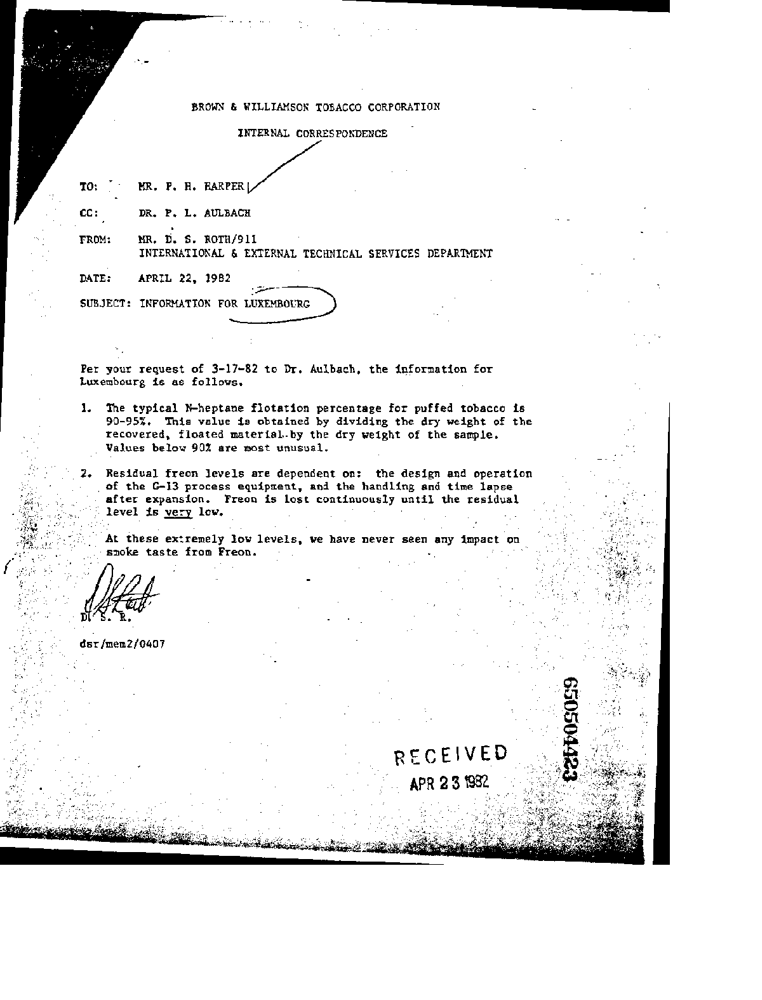 BROWN & WILLIAMSON TOBACCO CORPORATION
INTERNAL CORRESPONDENCE
TO: MR. P. H. HARPER
CC: DR. P. L. AULBACH
FROM: MR. D. S. ROTH/911
INTERNATIONAL & EXTERNAL TECHNICAL SERVICES DEPARTMENT
DATE: APRIL 22, 1982
SUBJECT: INFORMATION FOR LUXEMBOURG
Per your request of 3-17-82 to Dr. Aulbach, the information for
Luxembourg is as follows.
1. The typical N-heptane flotation percentage for puffed tobacco is
90-95%. This value is obtained by dividing the dry weight of the
recovered, floated material by the dry weight of the sample.
Values below 90% are most unusual.
2. Residual freon levels are dependent on: the design and operation
of the G-13 process equipment, and the handling and time lapse
after expansion. Freon is lost continuously until the residual
level is very low.
At these extremely low levels, we have never seen any impact on
smoke taste from Freon.
D. S. R.
dsr/mem2/0407
650504423
RECEIVED
APR 23 1982